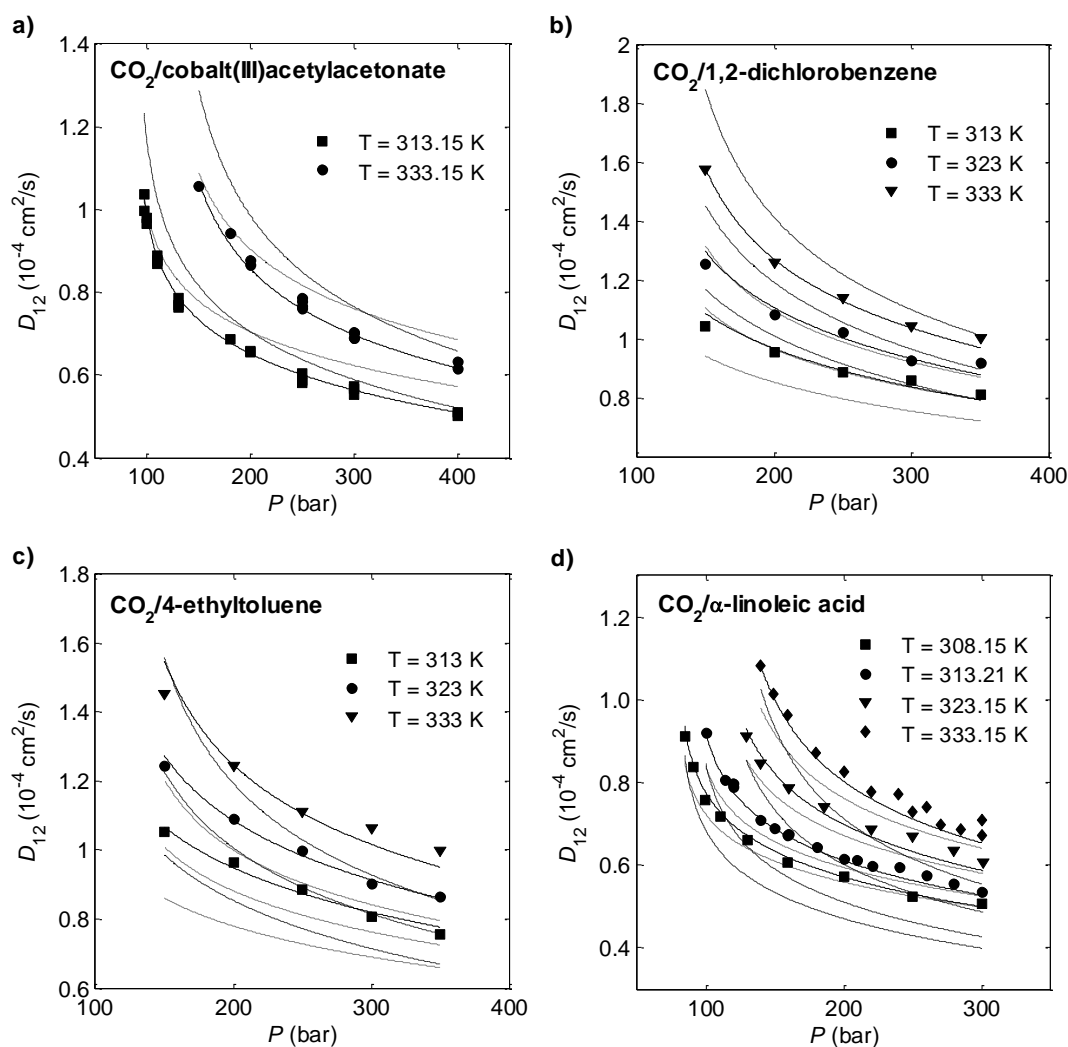 a)
CO2/cobalt(III)acetylacetonate
T = 313.15 K
T = 333.15 K
D12 (10-4 cm2/s)
1.4
1.2
1
0.8
0.6
0.4
100
200
300
400
P (bar)
b)
CO2/1,2-dichlorobenzene
T = 313 K
T = 323 K
T = 333 K
D12 (10-4 cm2/s)
2
1.8
1.6
1.4
1.2
1
0.8
100
200
300
400
P (bar)
c)
CO2/4-ethyltoluene
T = 313 K
T = 323 K
T = 333 K
D12 (10-4 cm2/s)
1.8
1.6
1.4
1.2
1
0.8
0.6
100
200
300
400
P (bar)
d)
CO2/α-linoleic acid
T = 308.15 K
T = 313.21 K
T = 323.15 K
T = 333.15 K
D12 (10-4 cm2/s)
1.2
1.0
0.8
0.6
0.4
100
200
300
P (bar)